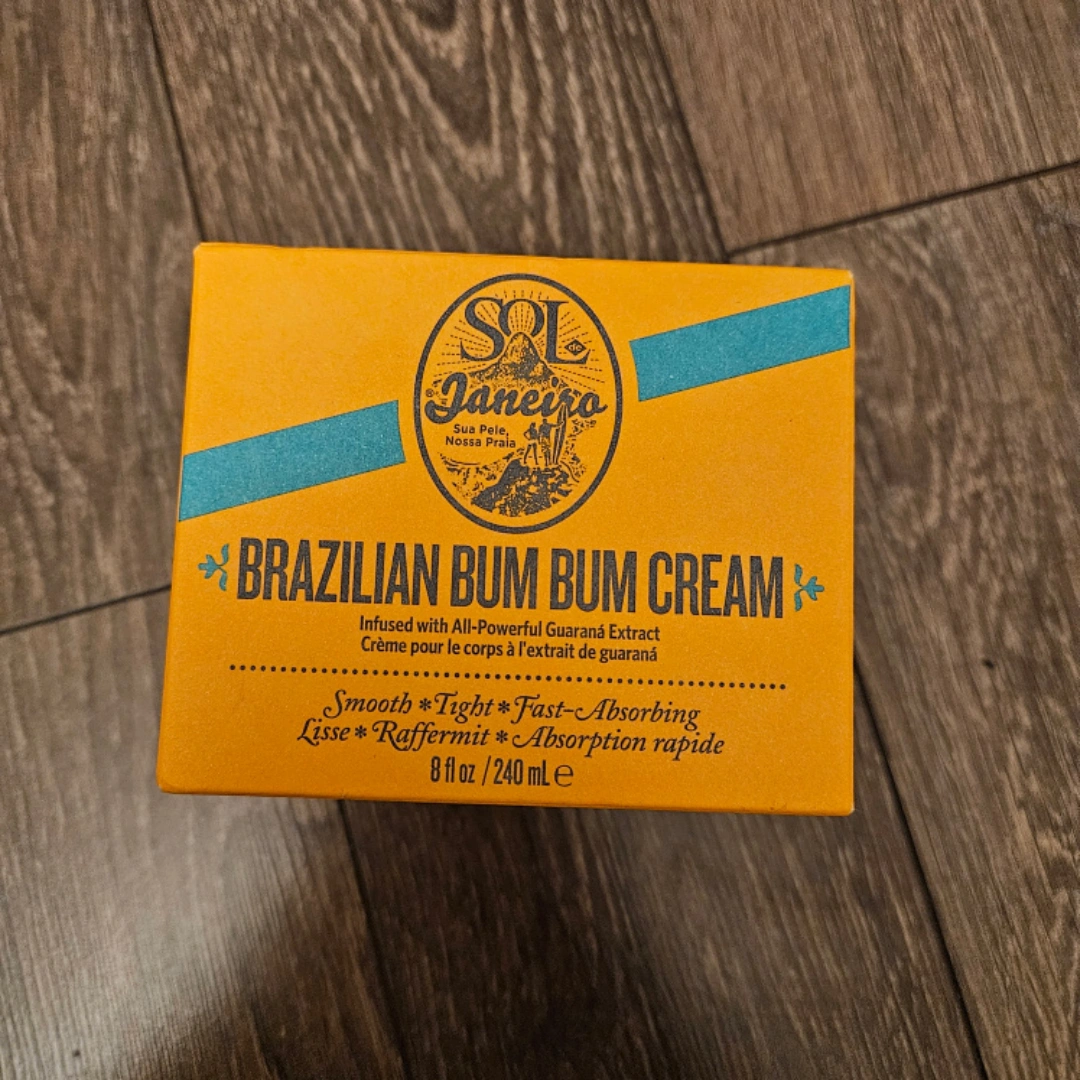 SOL
de
®Janeiro
Sua Pele,
Nossa Praia
BRAZILIAN BUM BUM CREAM
Infused with All-Powerful Guaraná Extract
Crème pour le corps à l'extrait de guaraná
Smooth * Tight * Fast-Absorbing
Lisse * Raffermit * Absorption rapide
8 fl oz / 240 mL ℮